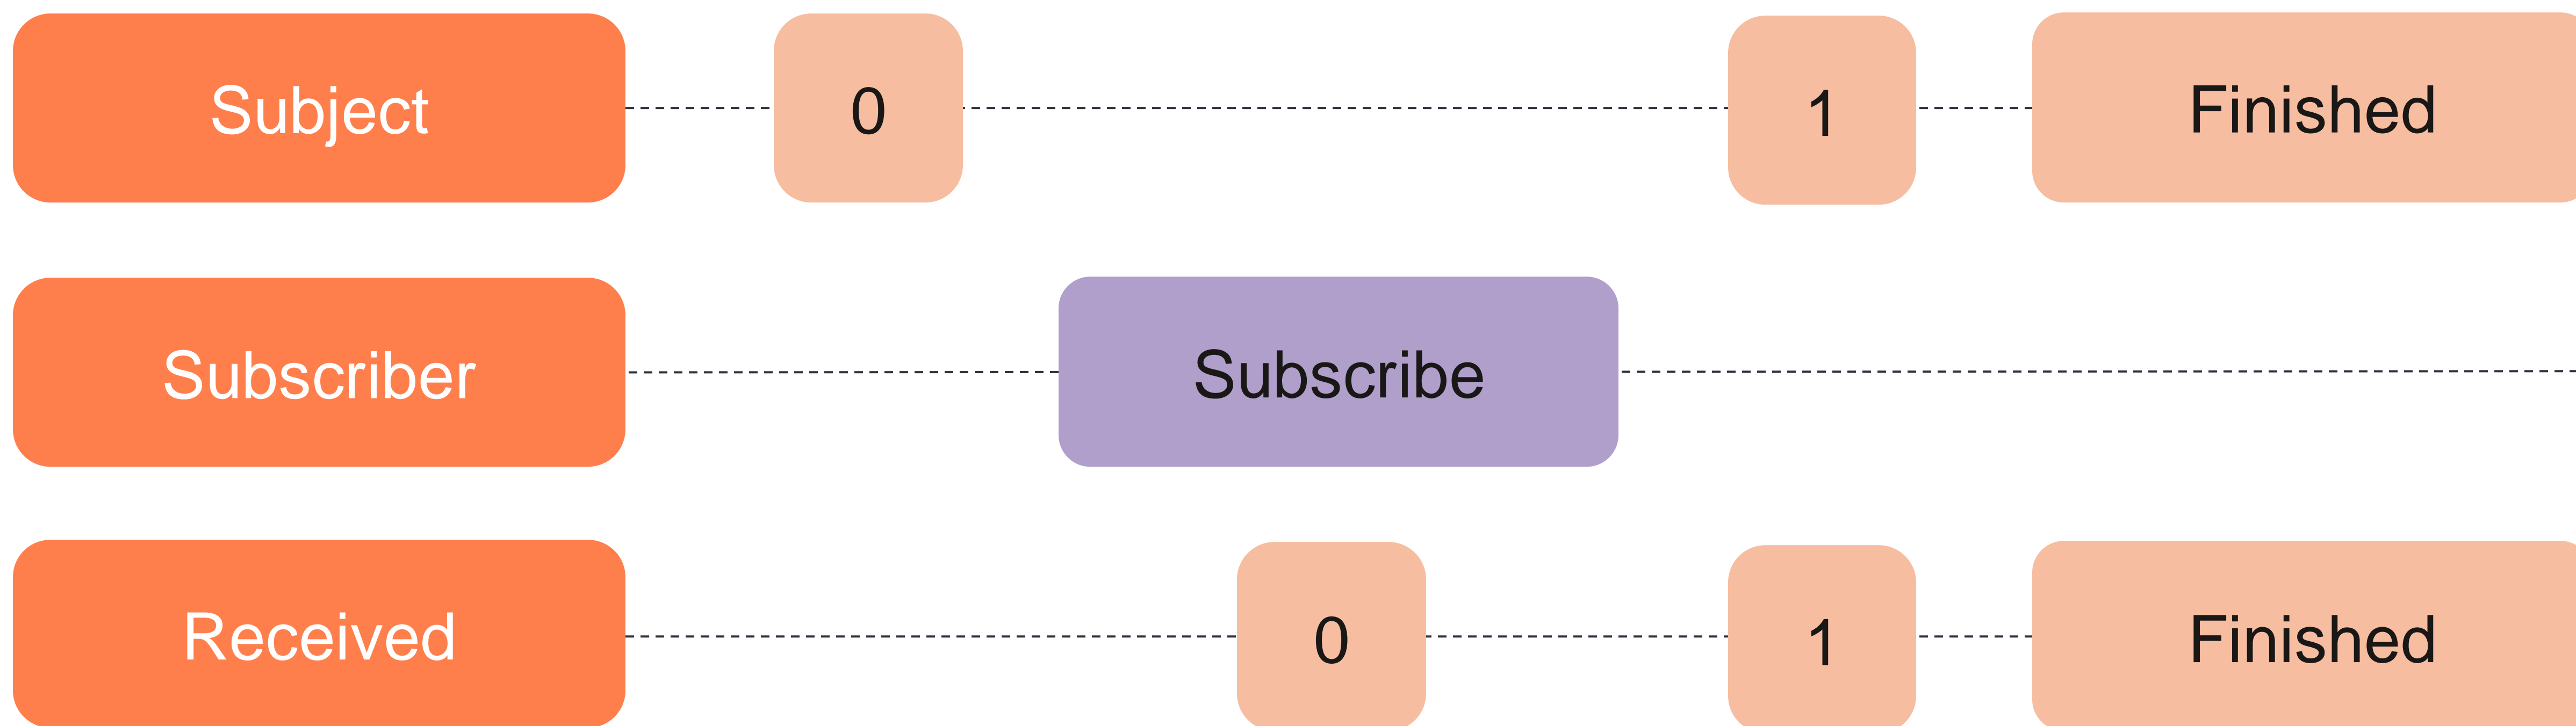 Subject 0 1 Finished
Subscriber Subscribe
Received 0 1 Finished